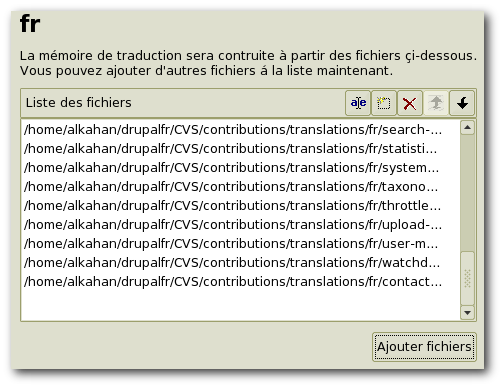 fr
La mémoire de traduction sera contruite à partir des fichiers çi-dessous.
Vous pouvez ajouter d'autres fichiers á la liste maintenant.
Liste des fichiers
/home/alkahan/drupalfr/CVS/contributions/translations/fr/search-...
/home/alkahan/drupalfr/CVS/contributions/translations/fr/statisti...
/home/alkahan/drupalfr/CVS/contributions/translations/fr/system...
/home/alkahan/drupalfr/CVS/contributions/translations/fr/taxono...
/home/alkahan/drupalfr/CVS/contributions/translations/fr/throttle...
/home/alkahan/drupalfr/CVS/contributions/translations/fr/upload-...
/home/alkahan/drupalfr/CVS/contributions/translations/fr/user-m...
/home/alkahan/drupalfr/CVS/contributions/translations/fr/watchd...
/home/alkahan/drupalfr/CVS/contributions/translations/fr/contact...
Ajouter fichiers